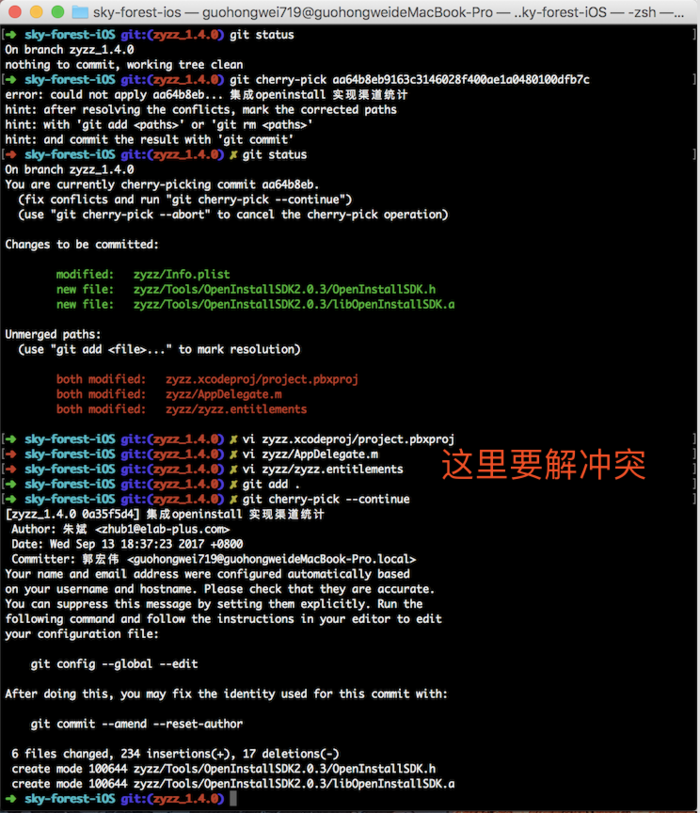 sky-forest-ios — guohongwei719@guohongweideMacBook-Pro — ..ky-forest-iOS — -zsh —...
[➜ sky-forest-iOS git:(zyzz_1.4.0) git status ]
On branch zyzz_1.4.0
nothing to commit, working tree clean
[➜ sky-forest-iOS git:(zyzz_1.4.0) git cherry-pick aa64b8eb9163c3146028f400ae1a0480100dfb7c ]
error: could not apply aa64b8eb... 集成openinstall 实现渠道统计
hint: after resolving the conflicts, mark the corrected paths
hint: with 'git add <paths>' or 'git rm <paths>'
hint: and commit the result with 'git commit'
[➜ sky-forest-iOS git:(zyzz_1.4.0) ✗ git status ]
On branch zyzz_1.4.0
You are currently cherry-picking commit aa64b8eb.
(fix conflicts and run "git cherry-pick --continue")
(use "git cherry-pick --abort" to cancel the cherry-pick operation)
Changes to be committed:
modified: zyzz/Info.plist
new file: zyzz/Tools/OpenInstallSDK2.0.3/OpenInstallSDK.h
new file: zyzz/Tools/OpenInstallSDK2.0.3/libOpenInstallSDK.a
Unmerged paths:
(use "git add <file>..." to mark resolution)
both modified: zyzz.xcodeproj/project.pbxproj
both modified: zyzz/AppDelegate.m
both modified: zyzz/zyzz.entitlements
[➜ sky-forest-iOS git:(zyzz_1.4.0) ✗ vi zyzz.xcodeproj/project.pbxproj ]
[➜ sky-forest-iOS git:(zyzz_1.4.0) ✗ vi zyzz/AppDelegate.m ]
[➜ sky-forest-iOS git:(zyzz_1.4.0) ✗ vi zyzz/zyzz.entitlements ]
这里要解冲突
[➜ sky-forest-iOS git:(zyzz_1.4.0) ✗ git add . ]
[➜ sky-forest-iOS git:(zyzz_1.4.0) ✗ git cherry-pick --continue ]
[zyzz_1.4.0 0a35f5d4] 集成openinstall 实现渠道统计
Author: 朱斌 <zhub1@elab-plus.com>
Date: Wed Sep 13 18:37:23 2017 +0800
Committer: 郭宏伟 <guohongwei719@guohongweideMacBook-Pro.local>
Your name and email address were configured automatically based
on your username and hostname. Please check that they are accurate.
You can suppress this message by setting them explicitly. Run the
following command and follow the instructions in your editor to edit
your configuration file:
git config --global --edit
After doing this, you may fix the identity used for this commit with:
git commit --amend --reset-author
6 files changed, 234 insertions(+), 17 deletions(-)
create mode 100644 zyzz/Tools/OpenInstallSDK2.0.3/OpenInstallSDK.h
create mode 100644 zyzz/Tools/OpenInstallSDK2.0.3/libOpenInstallSDK.a
➜ sky-forest-iOS git:(zyzz_1.4.0)